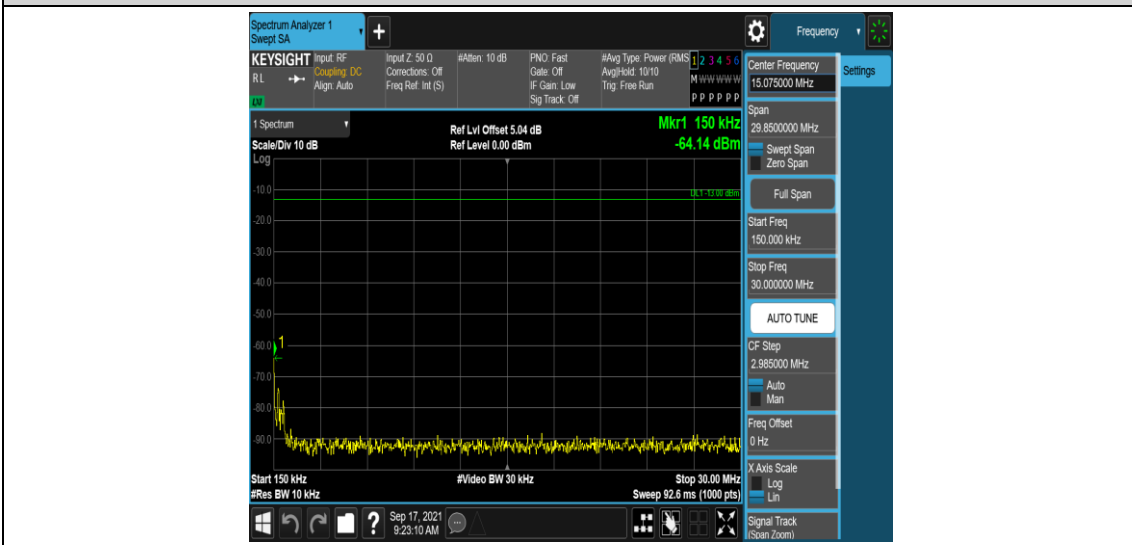 Spectrum Analyzer 1
Swept SA
+
Frequency
KEYSIGHT
RL
LXI
Input: RF
Coupling: DC
Align: Auto
Input Z: 50 Ω
Corrections: Off
Freq Ref: Int (S)
#Atten: 10 dB
PNO: Fast
Gate: Off
IF Gain: Low
Sig Track: Off
#Avg Type: Power (RMS
Avg|Hold: 10/10
Trig: Free Run
1 2 3 4 5 6
M W W W W W
P P P P P P
1 Spectrum
Scale/Div 10 dB
Log
Ref Lvl Offset 5.04 dB
Ref Level 0.00 dBm
Mkr1 150 kHz
-64.14 dBm
DL1 -13.00 dBm
-10.0
-20.0
-30.0
-40.0
-50.0
-60.0
-70.0
-80.0
-90.0
1
Start 150 kHz
#Res BW 10 kHz
#Video BW 30 kHz
Stop 30.00 MHz
Sweep 92.6 ms (1000 pts)
?
Sep 17, 2021
9:23:10 AM
Center Frequency
15.075000 MHz
Settings
Span
29.8500000 MHz
Swept Span
Zero Span
Full Span
Start Freq
150.000 kHz
Stop Freq
30.000000 MHz
AUTO TUNE
CF Step
2.985000 MHz
Auto
Man
Freq Offset
0 Hz
X Axis Scale
Log
Lin
Signal Track
(Span Zoom)